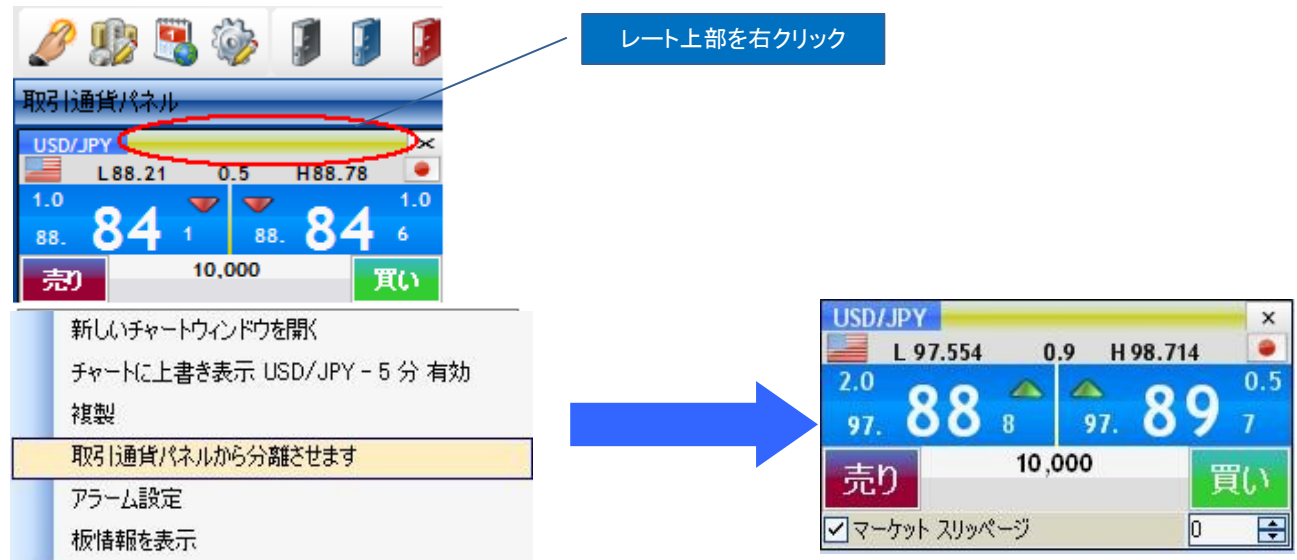 レート上部を右クリック
取引通貨パネル
USD/JPY ×
L88.21 0.5 H88.78
1.0 1.0
88. 84 1 88. 84 6
売り 10,000 買い
新しいチャートウィンドウを開く
チャートに上書き表示 USD/JPY - 5 分 有効
複製
取引通貨パネルから分離させます
アラーム設定
板情報を表示
USD/JPY ×
L 97.554 0.9 H 98.714
2.0 0.5
97. 88 8 97. 89 7
売り 10,000 買い
マーケット スリッページ 0